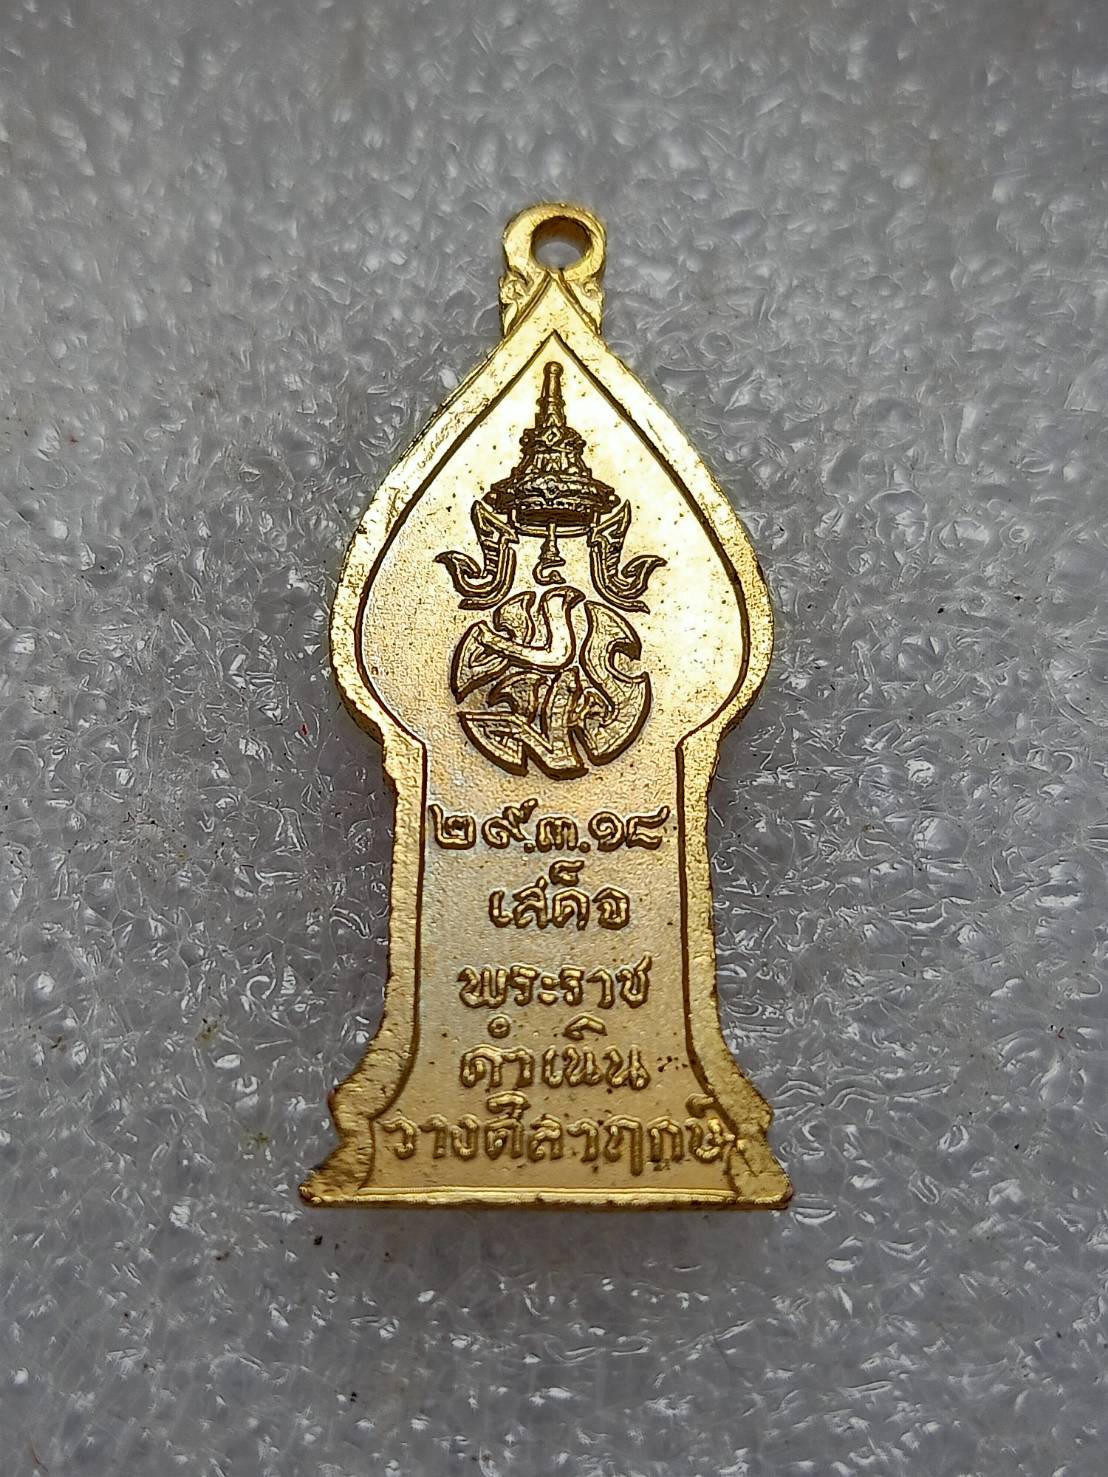 ๒๙.๓.๑๘
เสด็จ
พระราช
ดำเนิน
วางศิลาฤกษ์